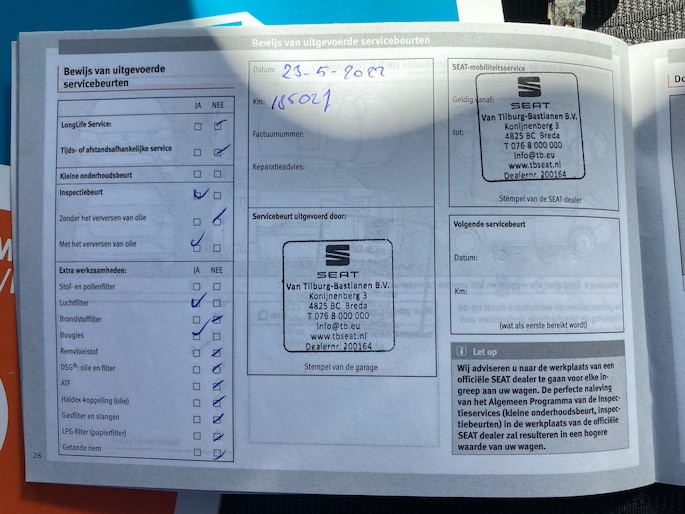 Bewijs van uitgevoerde servicebeurten
Bewijs van uitgevoerde
servicebeurten
JA NEE
LongLife Service:
Tijds- of afstandsafhankelijke service
Kleine onderhoudsbeurt
Inspectiebeurt
Zonder het verversen van olie
Met het verversen van olie
Extra werkzaamheden: JA NEE
Stof- en pollenfilter
Luchtfilter
Brandstoffilter
Bougies
Remvloeistof
DSG®: olie en filter
ATF
Haldex-koppeling (olie)
Gasfilter en slangen
LPG-filter (papierfilter)
Getande riem
28
Datum: 23-5-2022
Km: 185021
Factuurnummer:
Reparatieadvies:
Servicebeurt uitgevoerd door:
SEAT
Van Tilburg-Bastianen B.V.
Konijnenberg 3
4825 BC Breda
T 076 8 000 000
info@tb.eu
www.tbseat.nl
Dealernr. 200164
Stempel van de garage
SEAT-mobiliteitsservice
Geldig vanaf:
tot:
SEAT
Van Tilburg-Bastianen B.V.
Konijnenberg 3
4825 BC Breda
T 076 8 000 000
info@tb.eu
www.tbseat.nl
Dealernr. 200164
Stempel van de SEAT-dealer
Volgende servicebeurt
Datum:
Km:
(wat als eerste bereikt wordt)
Let op
Wij adviseren u naar de werkplaats van een
officiële SEAT dealer te gaan voor elke in-
greep aan uw wagen. De perfecte naleving
van het Algemeen Programma van de Inspec-
tieservices (kleine onderhoudsbeurt, inspec-
tiebeurten) in de werkplaats van de officiële
SEAT dealer zal resulteren in een hogere
waarde van uw wagen.